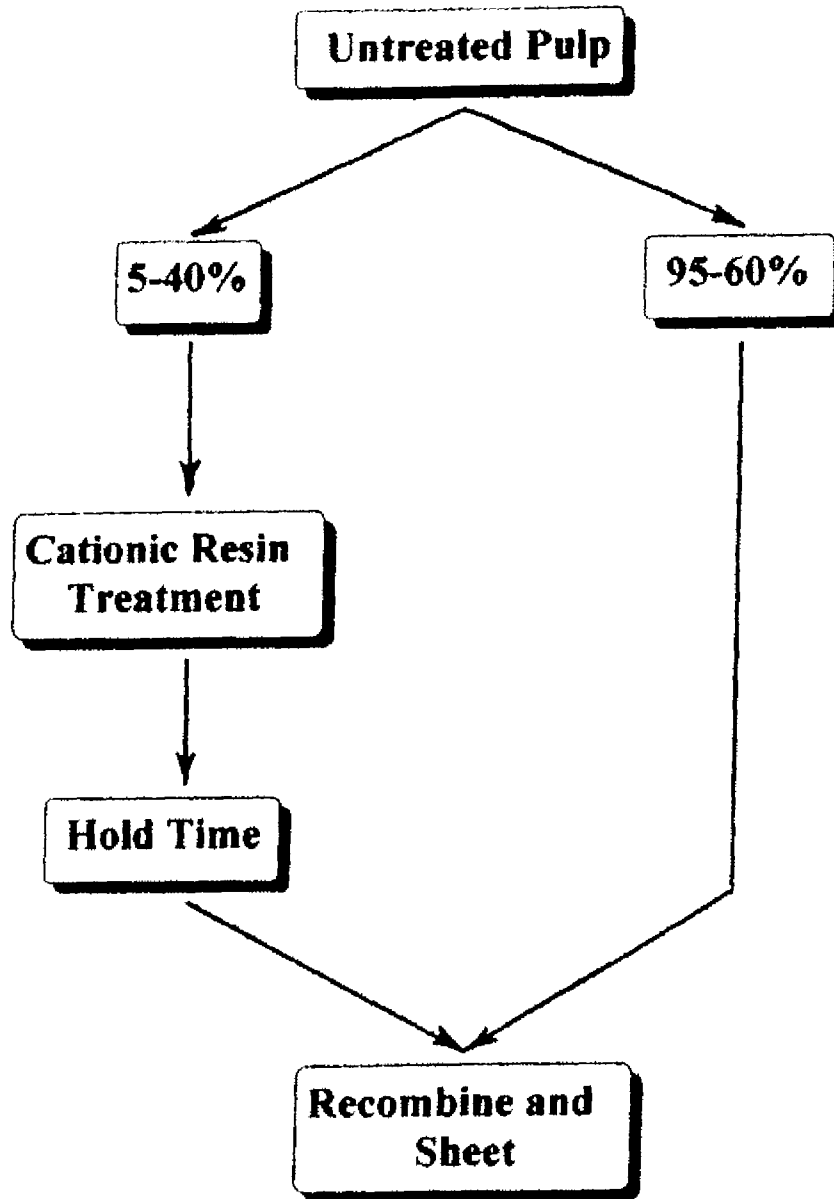 Untreated Pulp
5-40%
95-60%
Cationic Resin
Treatment
Hold Time
Recombine and
Sheet